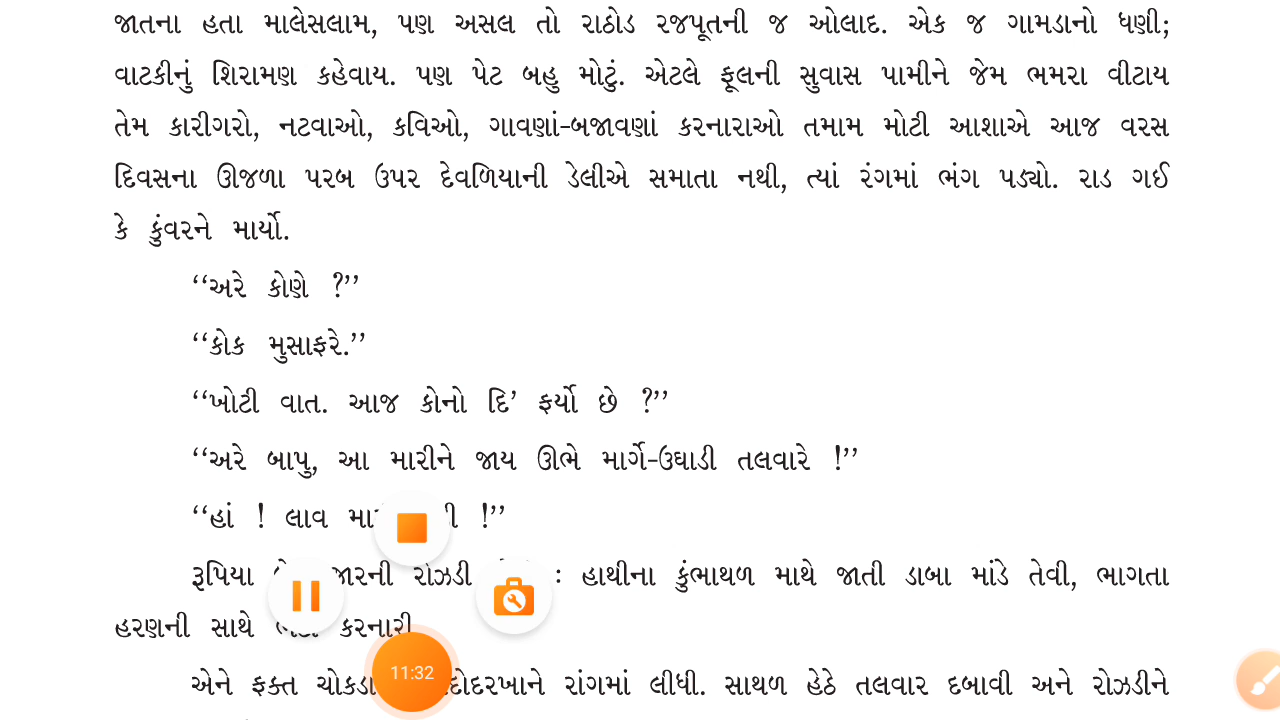 જાતના હતા માલેસલામ, પણ અસલ તો રાઠોડ રજપૂતની જ ઓલાદ. એક જ ગામડાનો ધણી;
વાટકીનું શિરામણ કહેવાય. પણ પેટ બહુ મોટું. એટલે ફૂલની સુવાસ પામીને જેમ ભમરા વીટાય
તેમ કારીગરો, નટવાઓ, કવિઓ, ગાવણાં-બજાવણાં કરનારાઓ તમામ મોટી આશાએ આજ વરસ
દિવસના ઊજળા પરબ ઉપર દેવળિયાની ડેલીએ સમાતા નથી, ત્યાં રંગમાં ભંગ પડ્યો. રાડ ગઈ
કે કુંવરને માર્યો.
‘‘અરે કોણે ?’’
‘‘કોક મુસાફરે.’’
‘‘ખોટી વાત. આજ કોનો દિ’ ફર્યો છે ?’’
‘‘અરે બાપુ, આ મારીને જાય ઊભે માર્ગે-ઉઘાડી તલવારે !’’
‘‘હાં ! લાવ !’’
રૂપિયા રોઝડી : હાથીના કુંભાથળ માથે જાતી ડાબા માંડે તેવી, ભાગતા
હરણની સાથે કરનારી
એને ફક્ત રાંગમાં લીધી. સાથળ હેઠે તલવાર દબાવી અને રોઝડીને
11:32